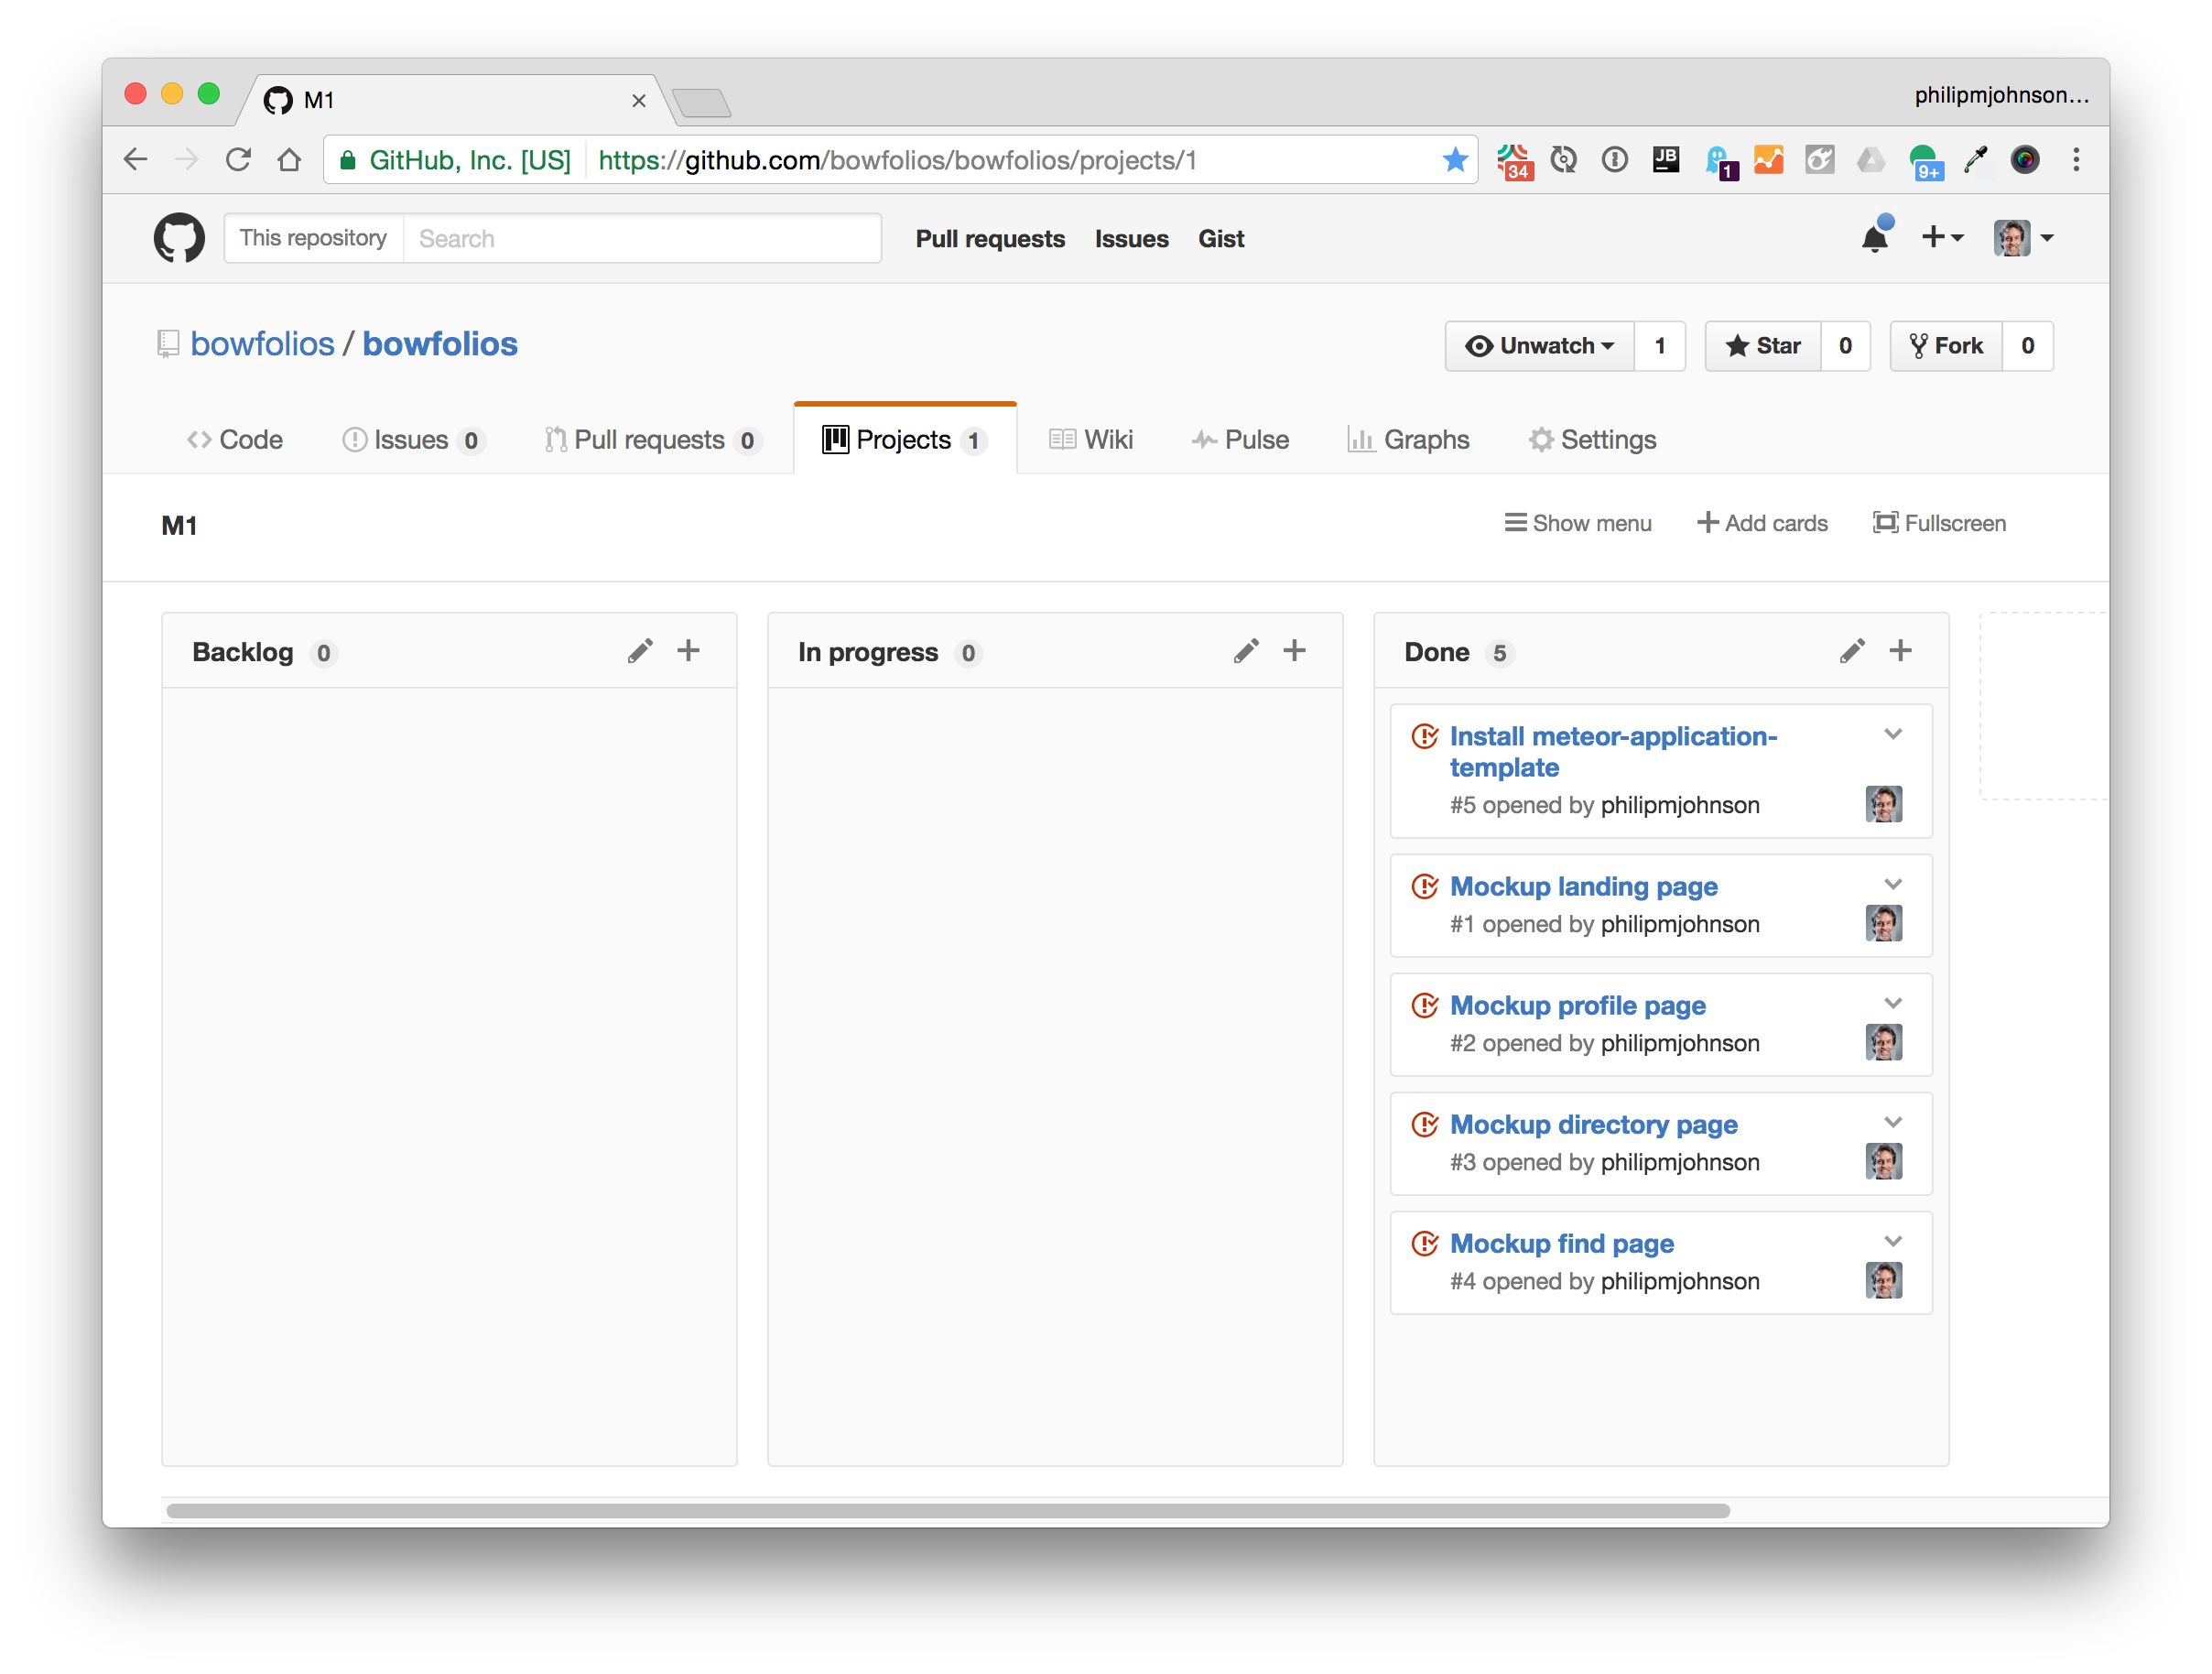 M1
philipmjohnson...
GitHub, Inc. [US] https://github.com/bowfolios/bowfolios/projects/1
34 JB 1 9+
This repository Search Pull requests Issues Gist
bowfolios / bowfolios
Unwatch 1 Star 0 Fork 0
Code Issues 0 Pull requests 0 Projects 1 Wiki Pulse Graphs Settings
M1 Show menu Add cards Fullscreen
Backlog 0
In progress 0
Done 5
Install meteor-application-
template
#5 opened by philipmjohnson
Mockup landing page
#1 opened by philipmjohnson
Mockup profile page
#2 opened by philipmjohnson
Mockup directory page
#3 opened by philipmjohnson
Mockup find page
#4 opened by philipmjohnson